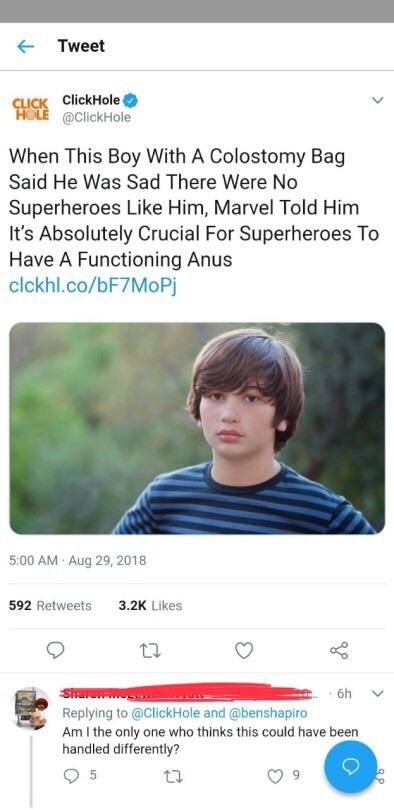 Tweet
CLICK HOLE
ClickHole
@ClickHole
When This Boy With A Colostomy Bag
Said He Was Sad There Were No
Superheroes Like Him, Marvel Told Him
It's Absolutely Crucial For Superheroes To
Have A Functioning Anus
clckhl.co/bF7MoPj
5:00 AM · Aug 29, 2018
592 Retweets 3.2K Likes
Sharon · 6h
Replying to @ClickHole and @benshapiro
Am I the only one who thinks this could have been
handled differently?
5 9